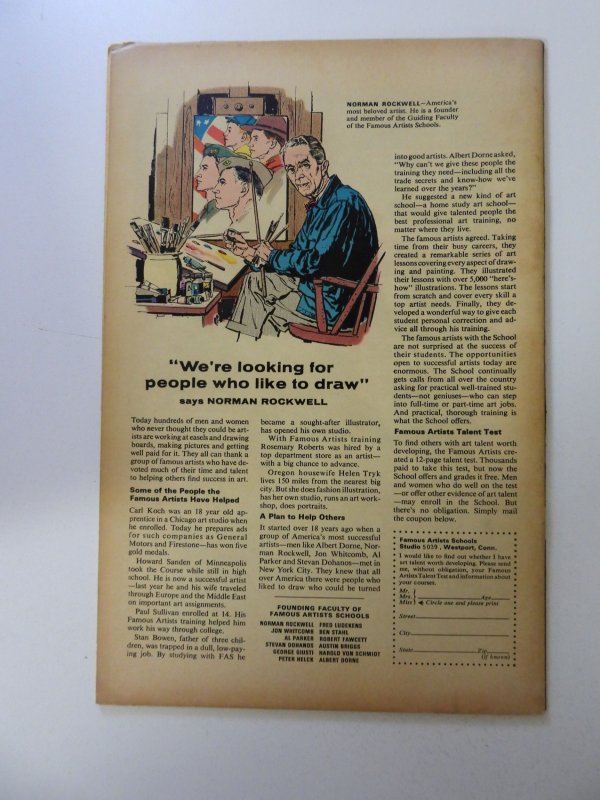 NORMAN ROCKWELL—America's
most beloved artist. He is a founder
and member of the Guiding Faculty
of the Famous Artists Schools.
"We're looking for
people who like to draw"
says NORMAN ROCKWELL
Today hundreds of men and women
who never thought they could be art-
ists are working at easels and drawing
boards, making pictures and getting
well paid for it. They all can thank a
group of famous artists who have de-
voted much of their time and talent
to helping others find success in art.
Some of the People the
Famous Artists Have Helped
Carl Koch was an 18 year old ap-
prentice in a Chicago art studio when
he enrolled. Today he prepares ads
for such companies as General
Motors and Firestone—has won five
gold medals.
Howard Sanden of Minneapolis
took the Course while still in high
school. He is now a successful artist
—last year he and his wife traveled
through Europe and the Middle East
on important art assignments.
Paul Sullivan enrolled at 14. His
Famous Artists training helped him
work his way through college.
Stan Bowen, father of three chil-
dren, was trapped in a dull, low-pay-
ing job. By studying with FAS he
became a sought-after illustrator,
has opened his own studio.
With Famous Artists training
Rosemary Roberts was hired by a
top department store as an artist—
with a big chance to advance.
Oregon housewife Helen Tryk
lives 150 miles from the nearest big
city. But she does fashion illustration,
has her own studio, runs an art work-
shop, does portraits.
A Plan to Help Others
It started over 18 years ago when a
group of America's most successful
artists—men like Albert Dorne, Nor-
man Rockwell, Jon Whitcomb, Al
Parker and Stevan Dohanos—met in
New York City. They knew that all
over America there were people who
liked to draw who could be turned
into good artists. Albert Dorne asked,
"Why can't we give these people the
training they need—including all the
trade secrets and know-how we've
learned over the years?"
He suggested a new kind of art
school—a home study art school—
that would give talented people the
best professional art training, no
matter where they live.
The famous artists agreed. Taking
time from their busy careers, they
created a remarkable series of art
lessons covering every aspect of draw-
ing and painting. They illustrated
their lessons with over 5,000 "here's-
how" illustrations. The lessons start
from scratch and cover every skill a
top artist needs. Finally, they de-
veloped a wonderful way to give each
student personal correction and ad-
vice all through his training.
The famous artists with the School
are not surprised at the success of
their students. The opportunities
open to successful artists today are
enormous. The School continually
gets calls from all over the country
asking for practical well-trained stu-
dents—not geniuses—who can step
into full-time or part-time art jobs.
And practical, thorough training is
what the School offers.
Famous Artists Talent Test
To find others with art talent worth
developing, the Famous Artists cre-
ated a 12-page talent test. Thousands
paid to take this test, but now the
School offers and grades it free. Men
and women who do well on the test
—or offer other evidence of art talent
—may enroll in the School. But
there's no obligation. Simply mail
the coupon below.
FOUNDING FACULTY OF
FAMOUS ARTISTS SCHOOLS
NORMAN ROCKWELL FRED LUDEKENS
JON WHITCOMB BEN STAHL
AL PARKER ROBERT FAWCETT
STEVAN DOHANOS AUSTIN BRIGGS
GEORGE GIUSTI HAROLD VON SCHMIDT
PETER HELCK ALBERT DORNE
Famous Artists Schools
Studio 5039, Westport, Conn.
I would like to find out whether I have
art talent worth developing. Please send
me, without obligation, your Famous
Artists Talent Test and information about
your courses.
Mr.
Mrs. Age
Miss Circle one and please print
Street
City
State Zip
(If known)